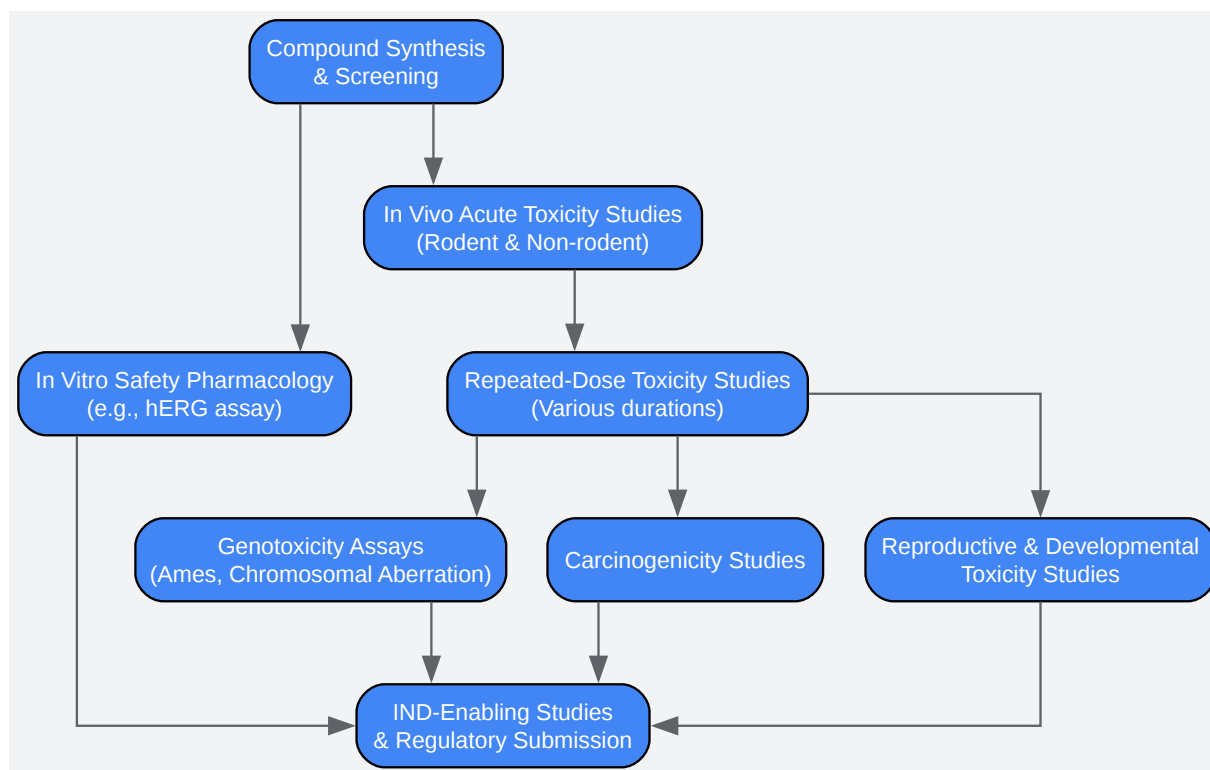 Compound Synthesis
& Screening
In Vivo Acute Toxicity Studies
(Rodent & Non-rodent)
In Vitro Safety Pharmacology
(e.g., hERG assay)
Repeated-Dose Toxicity Studies
(Various durations)
Genotoxicity Assays
(Ames, Chromosomal Aberration)
Carcinogenicity Studies
Reproductive & Developmental
Toxicity Studies
IND-Enabling Studies
& Regulatory Submission